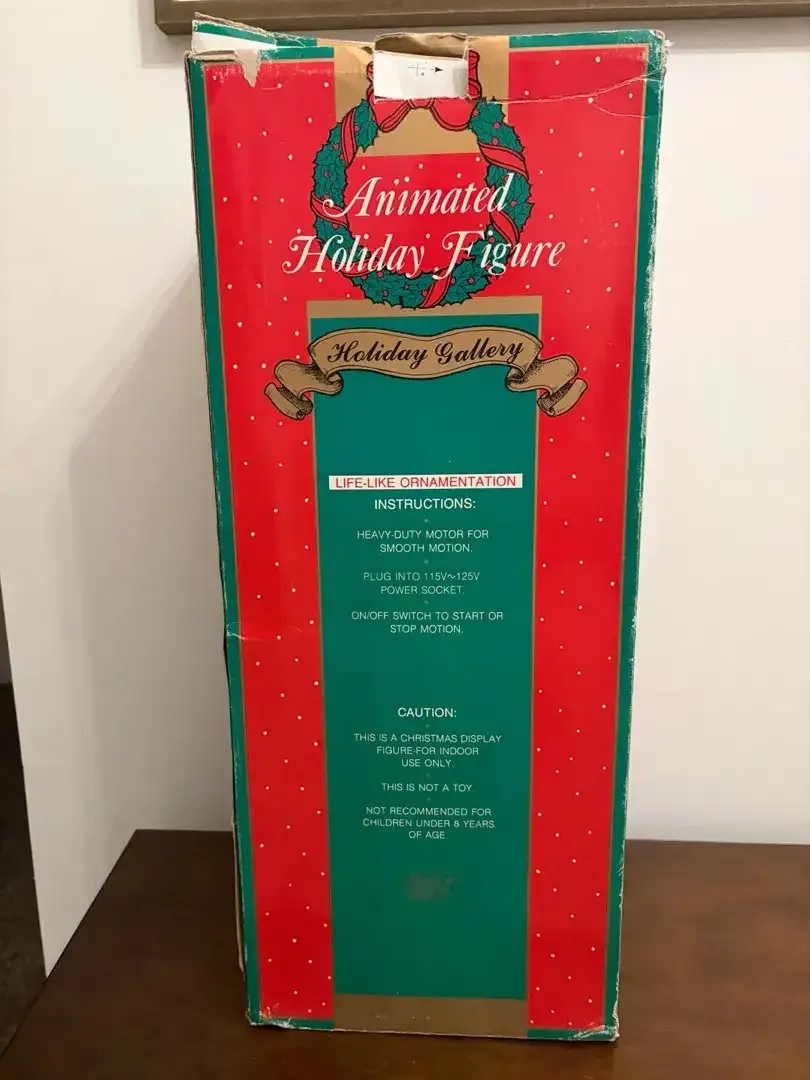 Animated
Holiday Figure
Holiday Gallery
LIFE-LIKE ORNAMENTATION
INSTRUCTIONS:
HEAVY-DUTY MOTOR FOR
SMOOTH MOTION.
PLUG INTO 115V~125V
POWER SOCKET.
ON/OFF SWITCH TO START OR
STOP MOTION.
CAUTION:
THIS IS A CHRISTMAS DISPLAY
FIGURE-FOR INDOOR
USE ONLY.
THIS IS NOT A TOY
NOT RECOMMENDED FOR
CHILDREN UNDER 8 YEARS
OF AGE